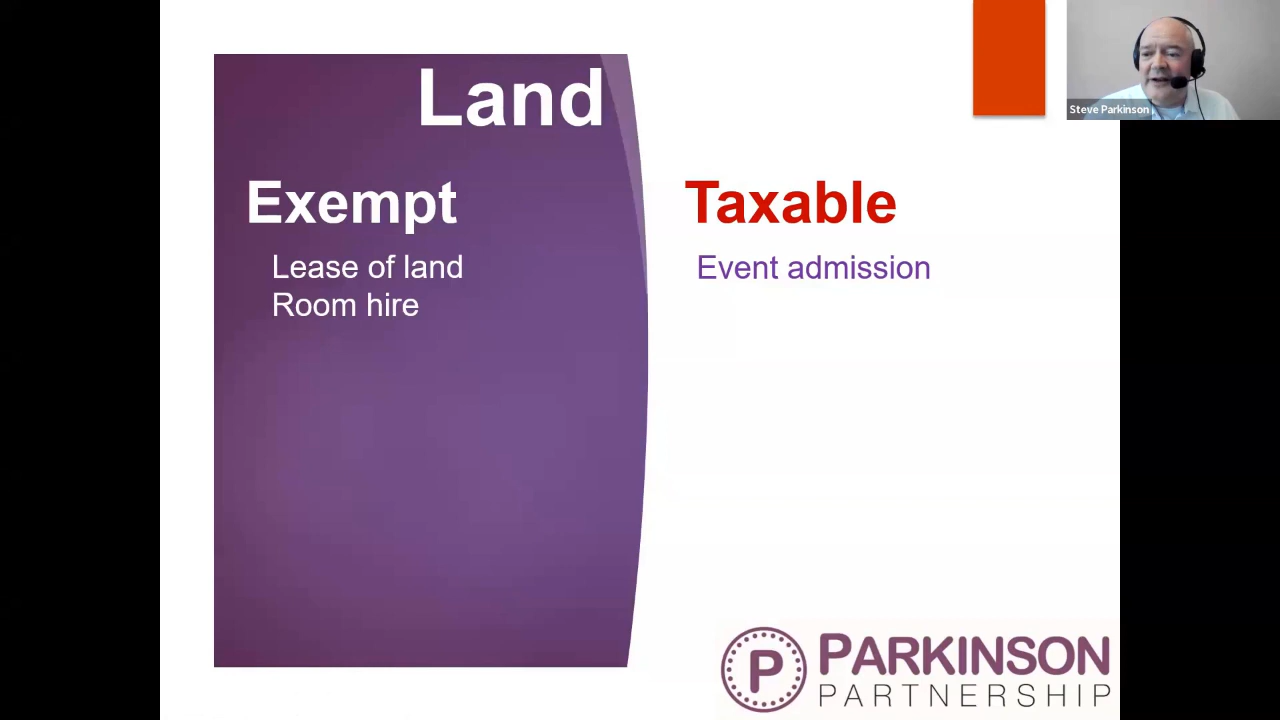 Land
Exempt
Lease of land
Room hire
Taxable
Event admission
Steve Parkinson
P
PARKINSON
PARTNERSHIP